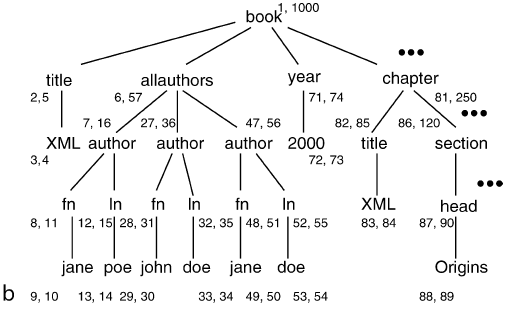 book 1, 1000
title allauthors year chapter •••
2,5 6, 57 71, 74 81, 250
7, 16 27, 36 47, 56 82, 85 86, 120 •••
XML author author author 2000 title section
3,4 72, 73
•••
fn ln fn ln fn ln XML head
8, 11 12, 15 28, 31 32, 35 48, 51 52, 55 83, 84 87, 90
jane poe john doe jane doe Origins
b 9, 10 13, 14 29, 30 33, 34 49, 50 53, 54 88, 89